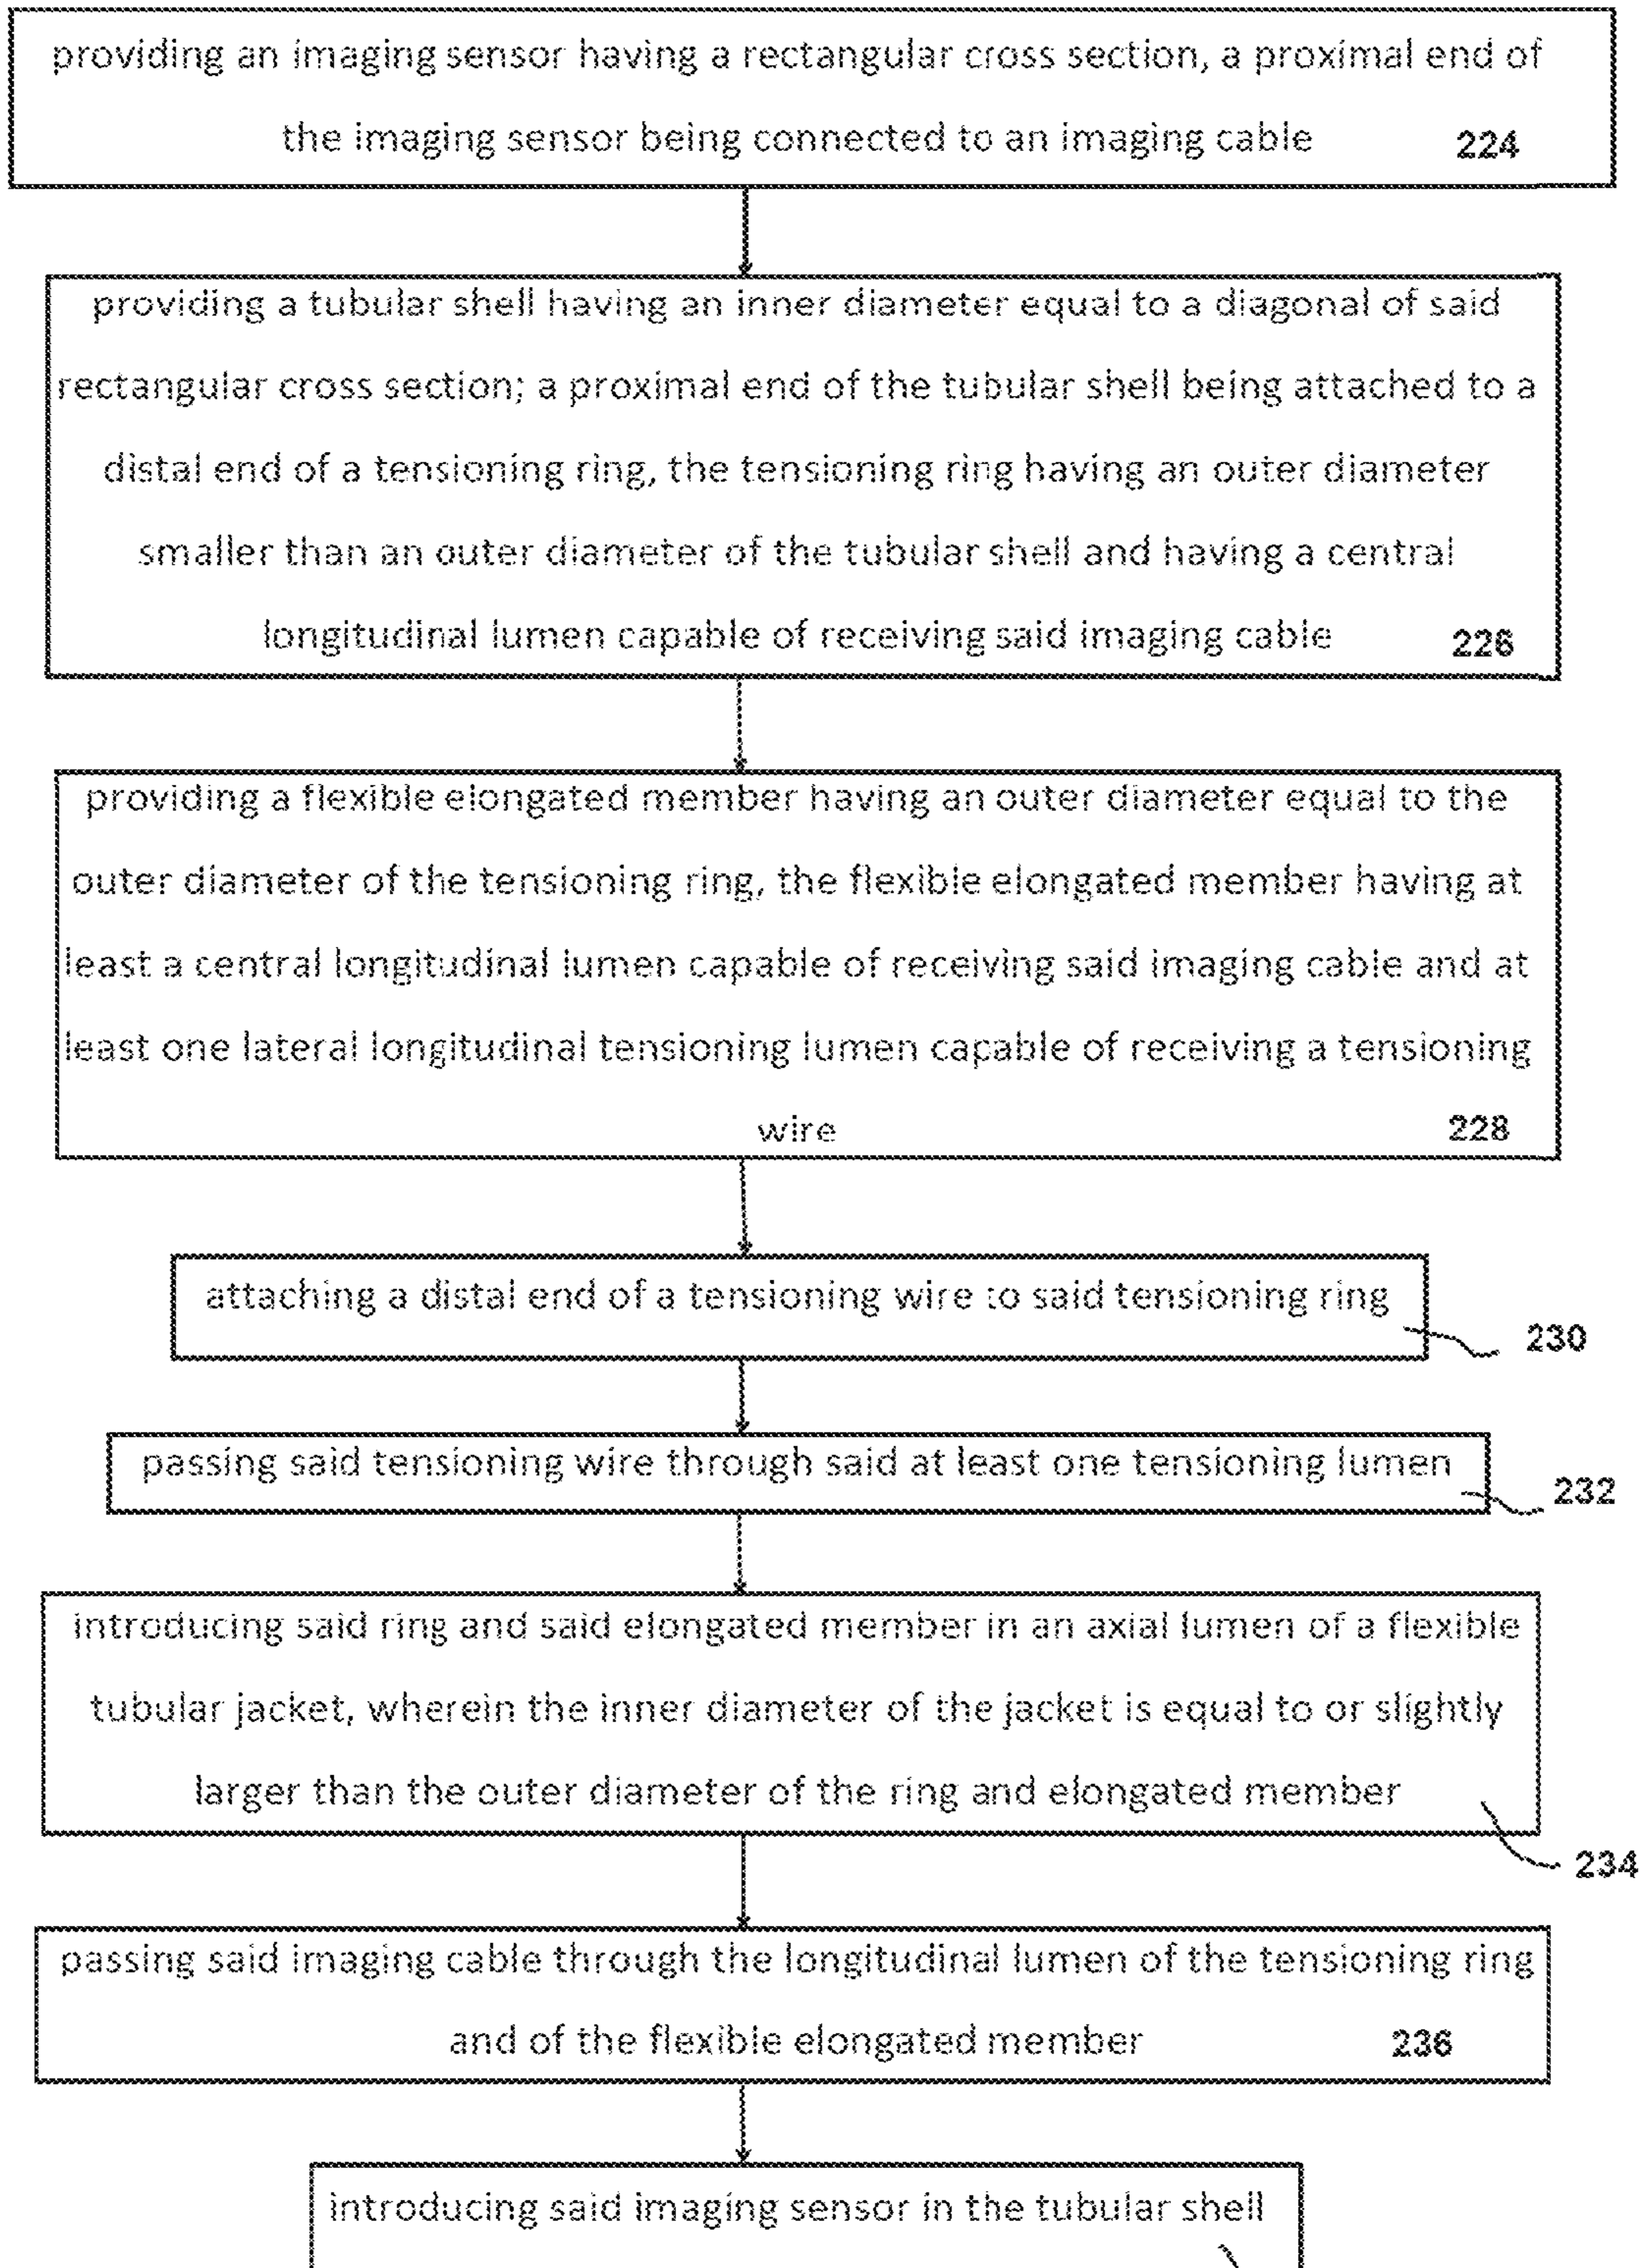 providing an imaging sensor having a rectangular cross section, a proximal end of
the imaging sensor being connected to an imaging cable 224
providing a tubular shell having an inner diameter equal to a diagonal of said
rectangular cross section; a proximal end of the tubular shell being attached to a
distal end of a tensioning ring, the tensioning ring having an outer diameter
smaller than an outer diameter of the tubular shell and having a central
longitudinal lumen capable of receiving said imaging cable 226
providing a flexible elongated member having an outer diameter equal to the
outer diameter of the tensioning ring, the flexible elongated member having at
least a central longitudinal lumen capable of receiving said imaging cable and at
least one lateral longitudinal tensioning lumen capable of receiving a tensioning
wire 228
attaching a distal end of a tensioning wire to said tensioning ring
230
passing said tensioning wire through said at least one tensioning lumen
232
introducing said ring and said elongated member in an axial lumen of a flexible
tubular jacket, wherein the inner diameter of the jacket is equal to or slightly
larger than the outer diameter of the ring and elongated member
234
passing said imaging cable through the longitudinal lumen of the tensioning ring
and of the flexible elongated member 236
introducing said imaging sensor in the tubular shell